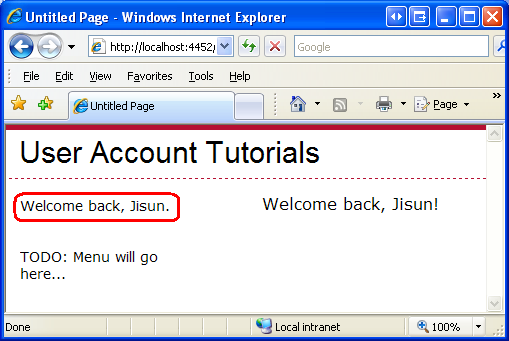 Untitled Page - Windows Internet Explorer
http://localhost:4452/
Google
File Edit View Favorites Tools Help
Untitled Page
Page
User Account Tutorials
Welcome back, Jisun.
Welcome back, Jisun!
TODO: Menu will go
here...
Done
Local intranet
100%